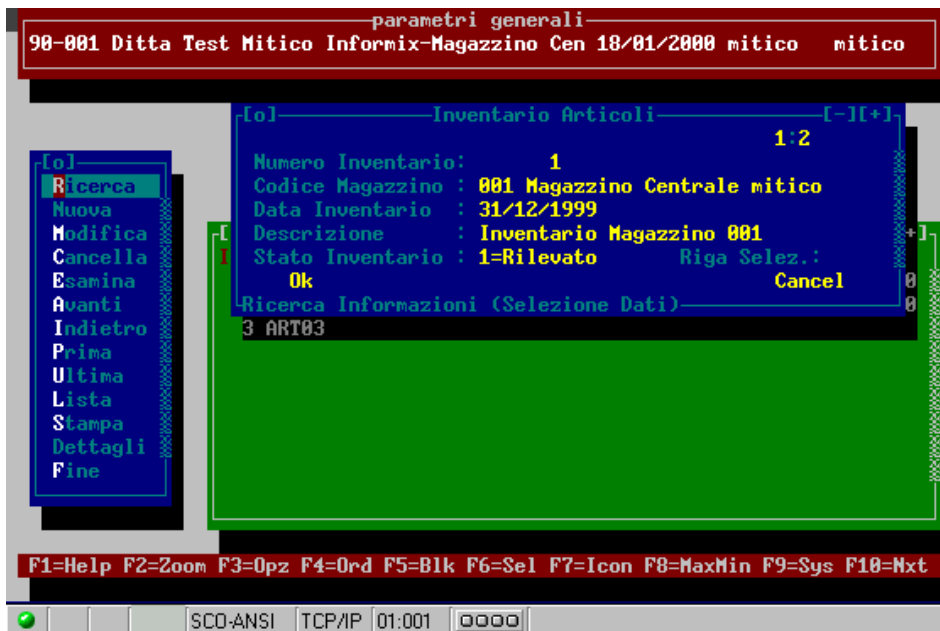 parametri generali
90-001 Ditta Test Mitico Informix-Magazzino Cen 18/01/2000 mitico mitico
[o] Inventario Articoli [-][+]
1:2
Numero Inventario: 1
Codice Magazzino : 001 Magazzino Centrale mitico
Data Inventario : 31/12/1999
Descrizione : Inventario Magazzino 001
Stato Inventario : 1=Rilevato Riga Selez.:
Ok Cancel
Ricerca Informazioni (Selezione Dati)
[o]
Ricerca
Nuova
Modifica
Cancella
Esamina
Avanti
Indietro
Prima
Ultima
Lista
Stampa
Dettagli
Fine
[ +]
I
0
0
3 ART03
F1=Help F2=Zoom F3=Opz F4=Ord F5=Blk F6=Sel F7=Icon F8=MaxMin F9=Sys F10=Nxt
SCO-ANSI TCP/IP 01:001